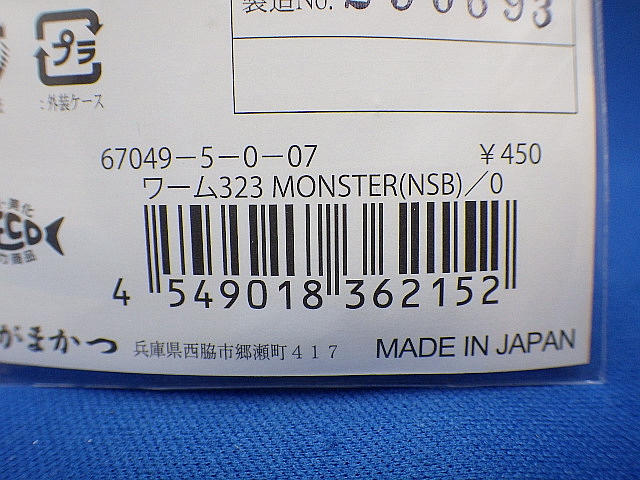 製造No.
プラ
:外装ケース
67049-5-0-07 ¥450
ワーム323 MONSTER(NSB)/0
4 549018 362152
がまかつ 兵庫県西脇市郷瀬町417 MADE IN JAPAN